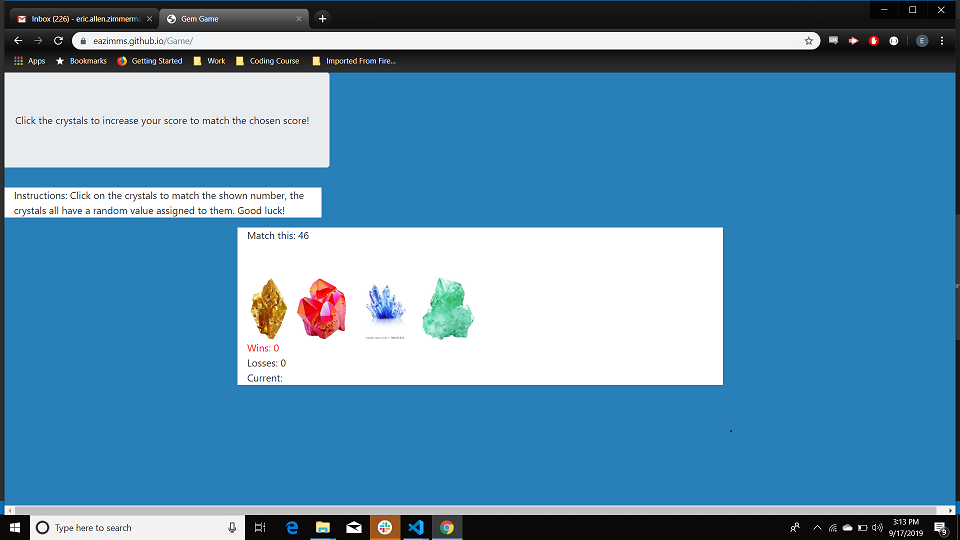 Inbox (226) - eric.allen.zimmerma
Gem Game
eazimms.github.io/Game/
E
Apps
Bookmarks
Getting Started
Work
Coding Course
Imported From Fire...
Click the crystals to increase your score to match the chosen score!
Instructions: Click on the crystals to match the shown number, the
crystals all have a random value assigned to them. Good luck!
Match this: 46
Wins: 0
Losses: 0
Current:
Type here to search
3:13 PM
9/17/2019
9